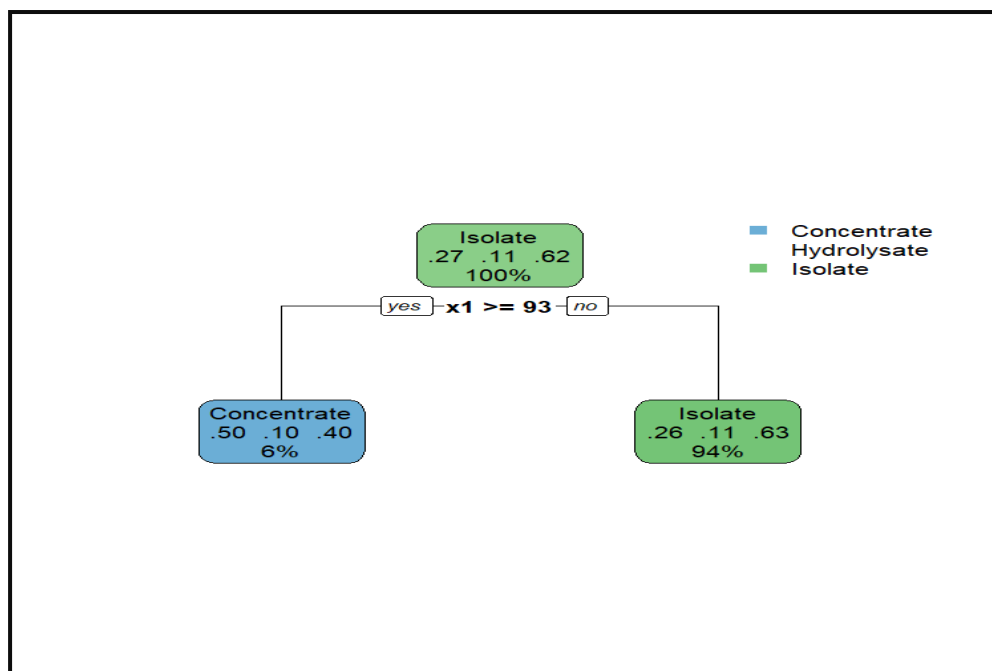 Isolate
.27 .11 .62
100%
yes x1 >= 93 no
Concentrate
.50 .10 .40
6%
Isolate
.26 .11 .63
94%
Concentrate
Hydrolysate
Isolate